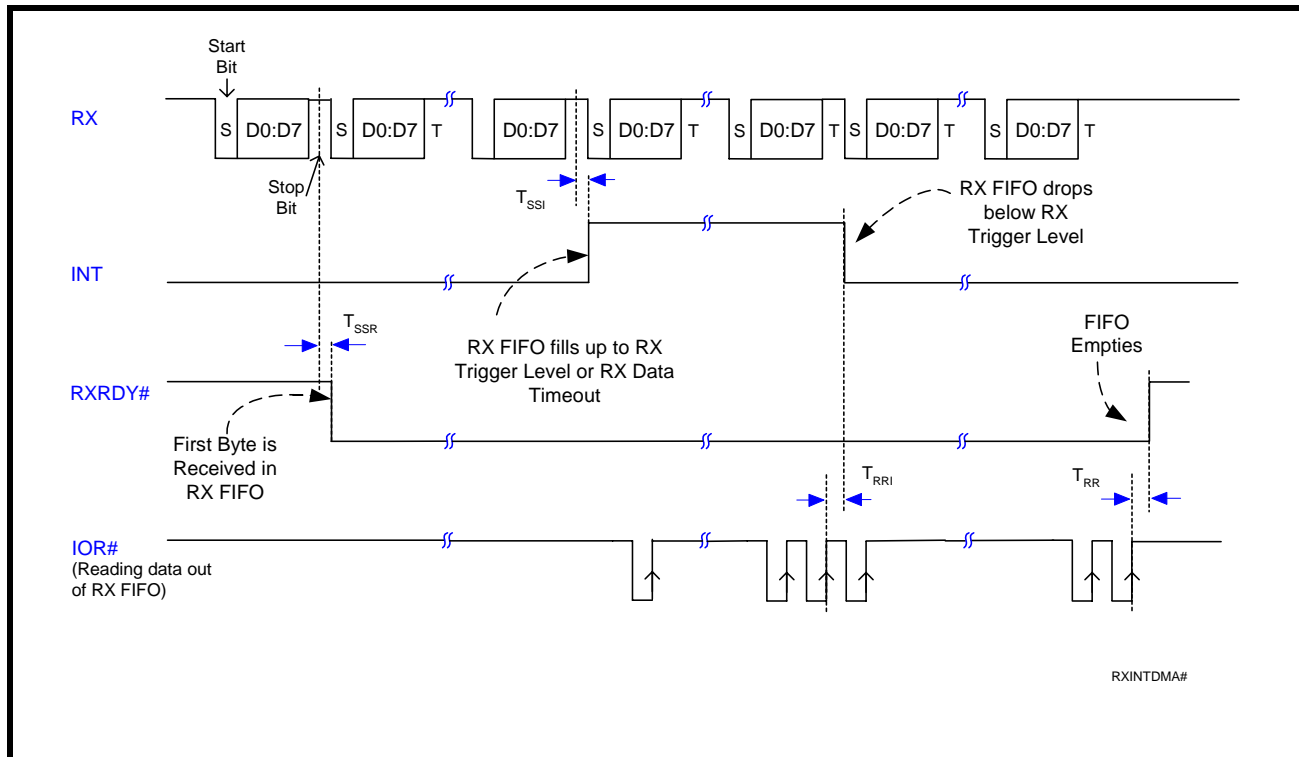 Start
Bit
RX
S D0:D7 S D0:D7 T D0:D7 S D0:D7 T S D0:D7 T S D0:D7 T S D0:D7 T
Stop
Bit
TSSI
RX FIFO drops
below RX
Trigger Level
INT
TSSR
RX FIFO fills up to RX
Trigger Level or RX Data
Timeout
FIFO
Empties
RXRDY#
First Byte is
Received in
RX FIFO
TRRI
TRR
IOR#
(Reading data out
of RX FIFO)
RXINTDMA#